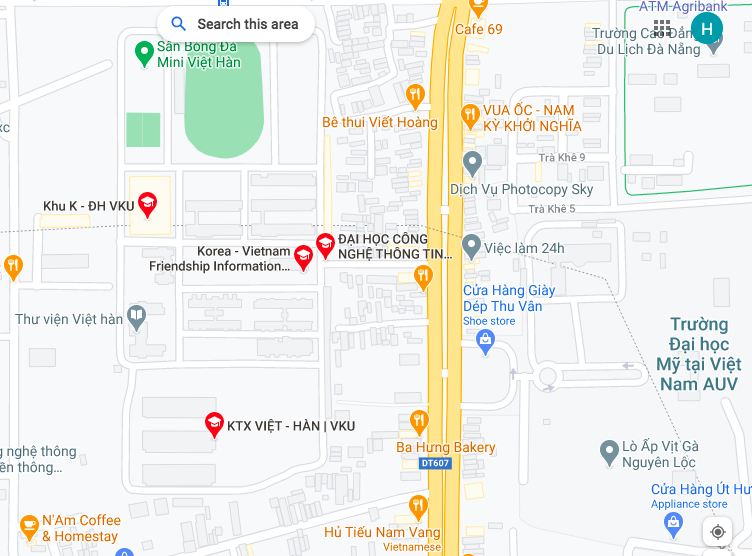 ATM-Agribank
Search this area
Cafe 69
H
Trường Cao Đẳng
Du Lịch Đà Nẵng
Sân Bóng Đá
Mini Việt Hàn
VUA ỐC - NAM
KỲ KHỞI NGHĨA
Bê thui Viết Hoàng
xc
Trà Khê 9
Dịch Vụ Photocopy Sky
Khu K - ĐH VKU
Trà Khê 5
ĐẠI HỌC CÔNG
NGHỆ THÔNG TIN...
Korea - Vietnam
Friendship Information...
Việc làm 24h
Cửa Hàng Giày
Dép Thu Vân
Shoe store
Thư viện Việt hàn
Trường
Đại học
Mỹ tại Việt
Nam AUV
KTX VIỆT - HÀN | VKU
Ba Hưng Bakery
DT607
g nghệ thông
ền thông...
Lò Ấp Vịt Gà
Nguyên Lộc
Cửa Hàng Út Hư
Appliance store
N'Am Coffee
& Homestay
Hủ Tiếu Nam Vang
Vietnamese